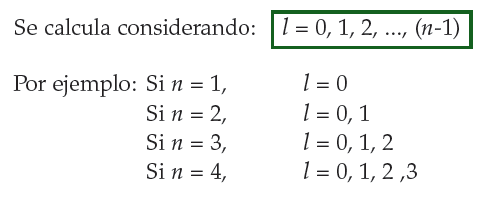 Se calcula considerando: l = 0, 1, 2, ..., (n-1)
Por ejemplo: Si n = 1, l = 0
Si n = 2, l = 0, 1
Si n = 3, l = 0, 1, 2
Si n = 4, l = 0, 1, 2 ,3